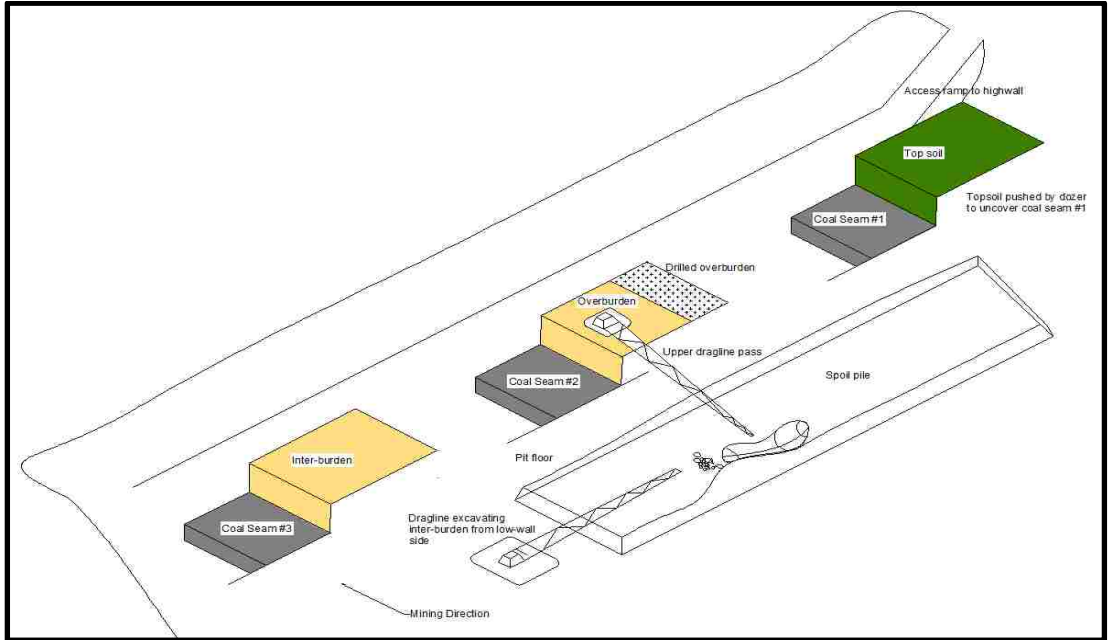 Access ramp to highwall
Top soil
Topsoil pushed by dozer
to uncover coal seam #1
Coal Seam #1
Drilled overburden
Overburden
Upper dragline pass
Coal Seam #2
Spoil pile
Inter-burden
Pit floor
Dragline excavating
inter-burden from low-wall
side
Coal Seam #3
Mining Direction